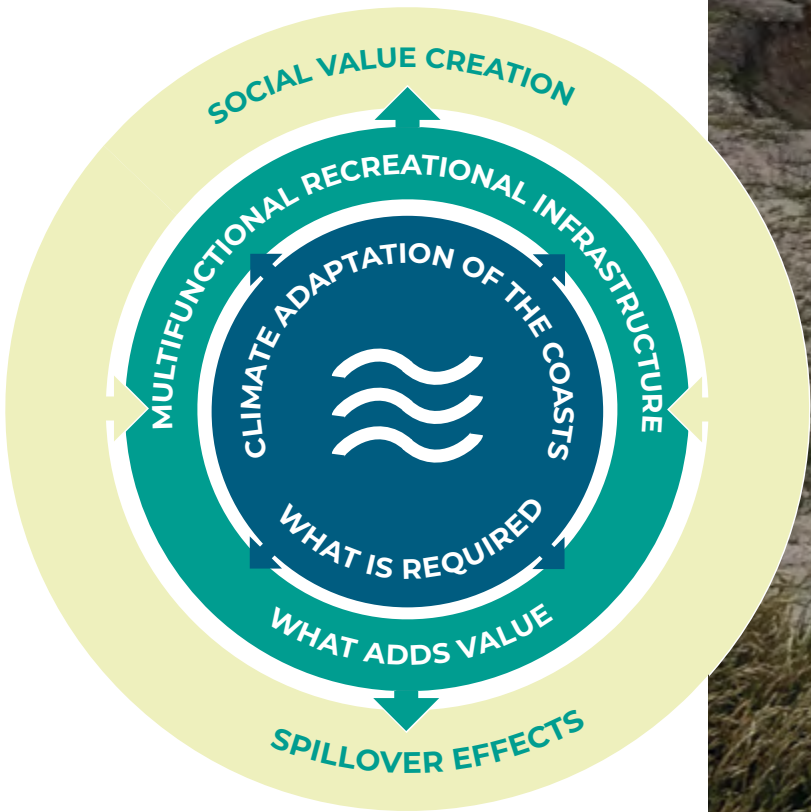 SOCIAL VALUE CREATION
MULTIFUNCTIONAL RECREATIONAL INFRASTRUCTURE
CLIMATE ADAPTATION OF THE COASTS
WHAT IS REQUIRED
WHAT ADDS VALUE
SPILLOVER EFFECTS